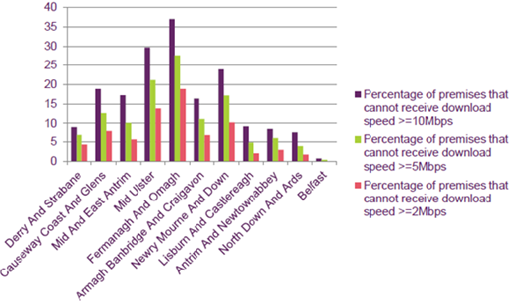 40
35
30
25
20
15
10
5
0
Derry And Strabane
Causeway Coast And Glens
Mid And East Antrim
Mid Ulster
Fermanagh And Omagh
Armagh Banbridge And Craigavon
Newry Mourne And Down
Lisburn And Castlereagh
Antrim And Newtownabbey
North Down And Ards
Belfast
Percentage of premises that
cannot receive download
speed >=10Mbps
Percentage of premises that
cannot receive download
speed >=5Mbps
Percentage of premises that
cannot receive download
speed >=2Mbps